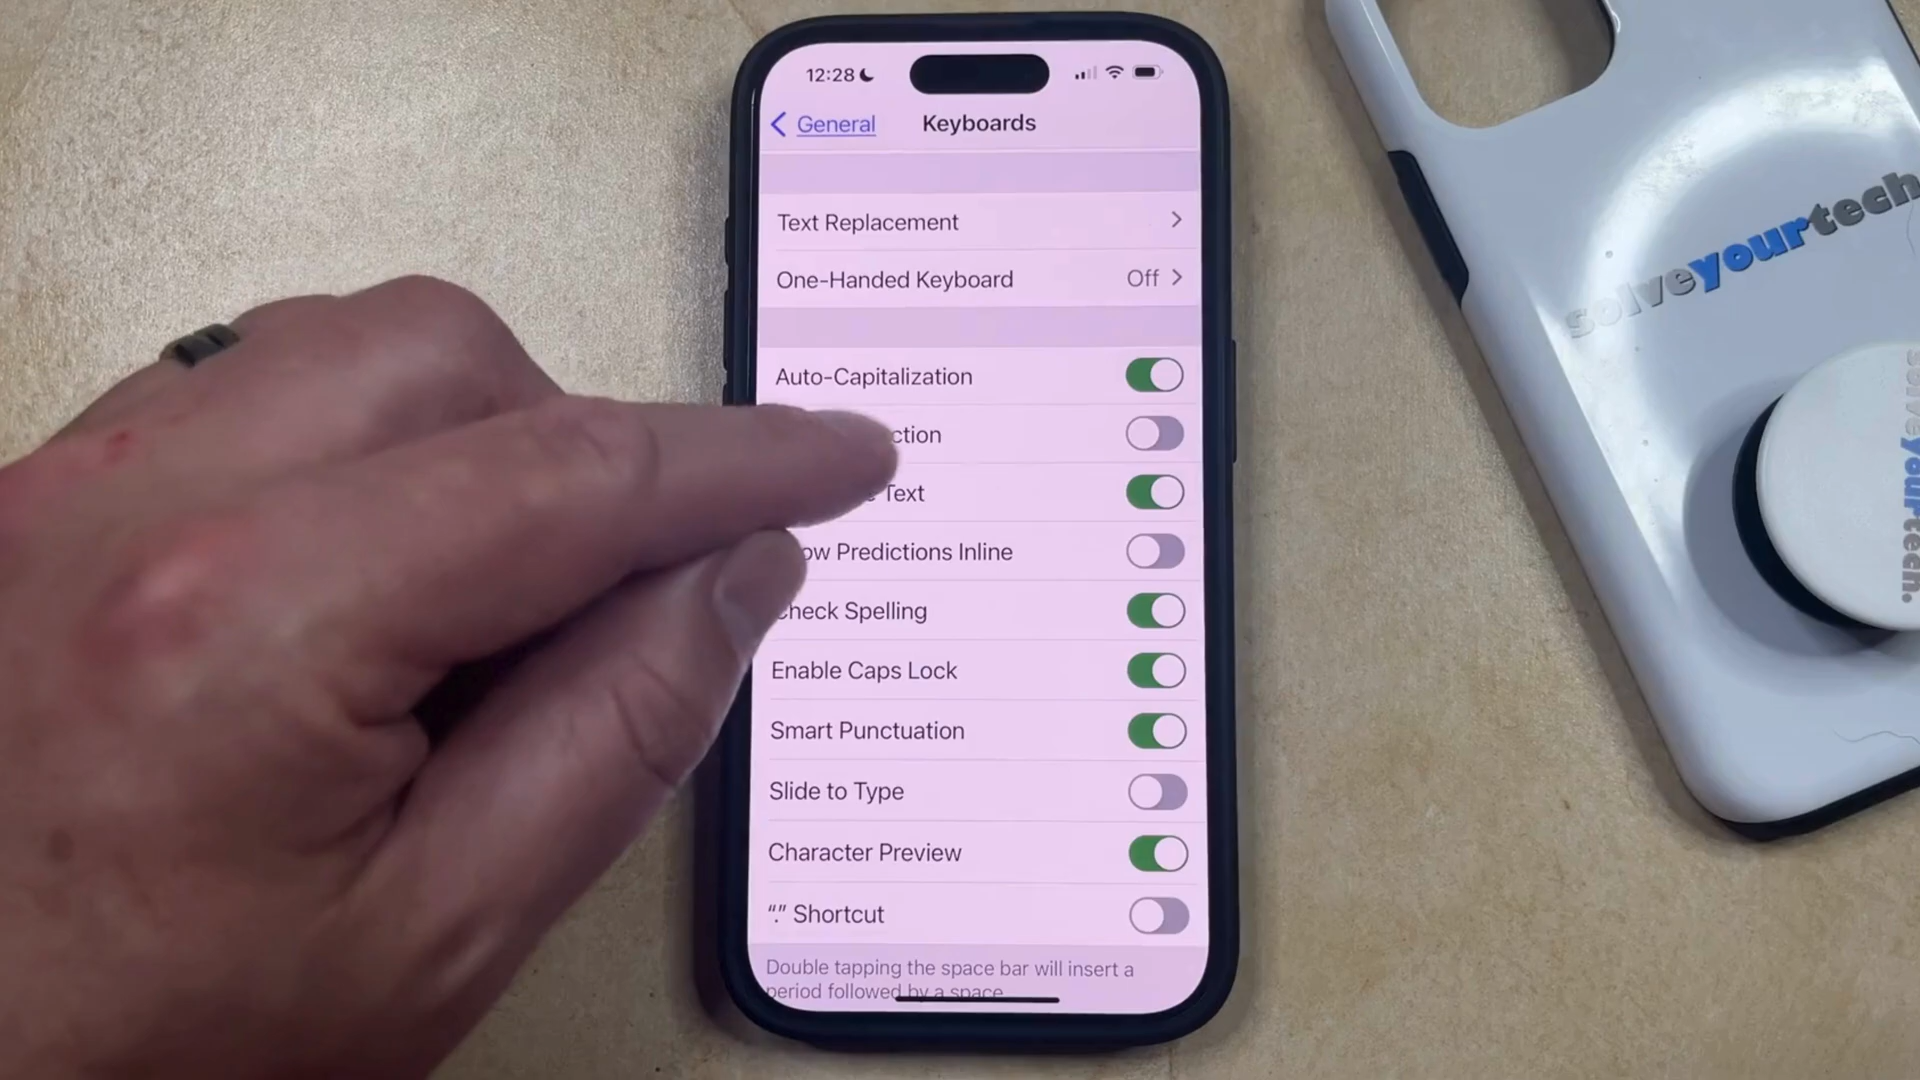 12:28
General Keyboards
Text Replacement
One-Handed Keyboard Off
Auto-Capitalization
ction
Text
ow Predictions Inline
Check Spelling
Enable Caps Lock
Smart Punctuation
Slide to Type
Character Preview
“.” Shortcut
Double tapping the space bar will insert a
period followed by a space
solveyourtech
solveyourtech.